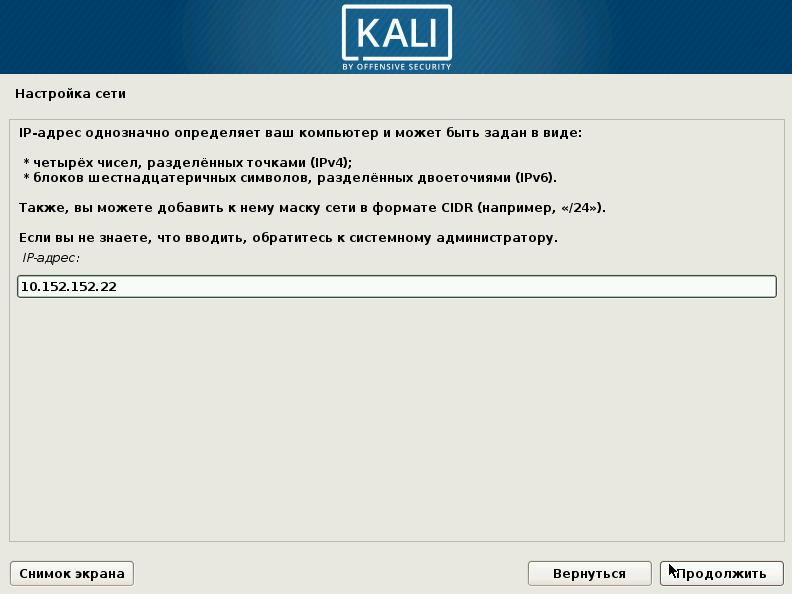 KALI
BY OFFENSIVE SECURITY
Настройка сети
IP-адрес однозначно определяет ваш компьютер и может быть задан в виде:
* четырёх чисел, разделённых точками (IPv4);
* блоков шестнадцатеричных символов, разделённых двоеточиями (IPv6).
Также, вы можете добавить к нему маску сети в формате CIDR (например, «/24»).
Если вы не знаете, что вводить, обратитесь к системному администратору.
IP-адрес:
10.152.152.22
Снимок экрана
Вернуться
Продолжить